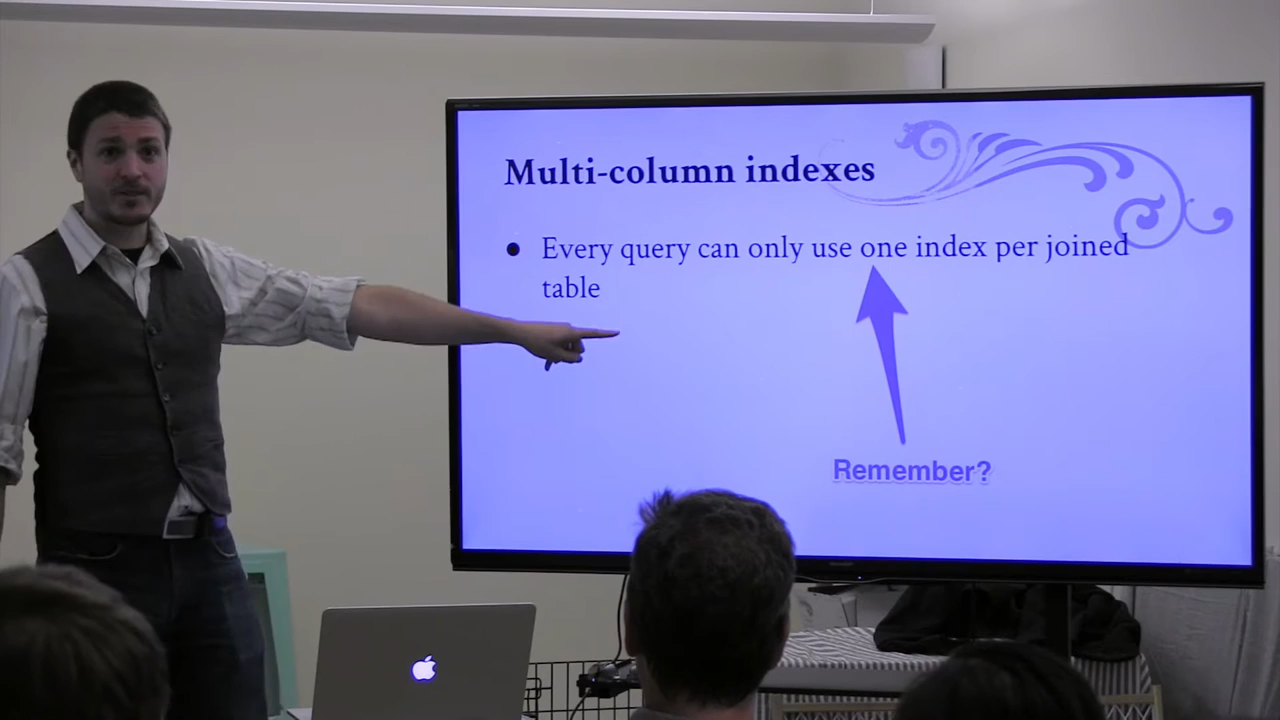 Multi-column indexes
● Every query can only use one index per joined
table
Remember?